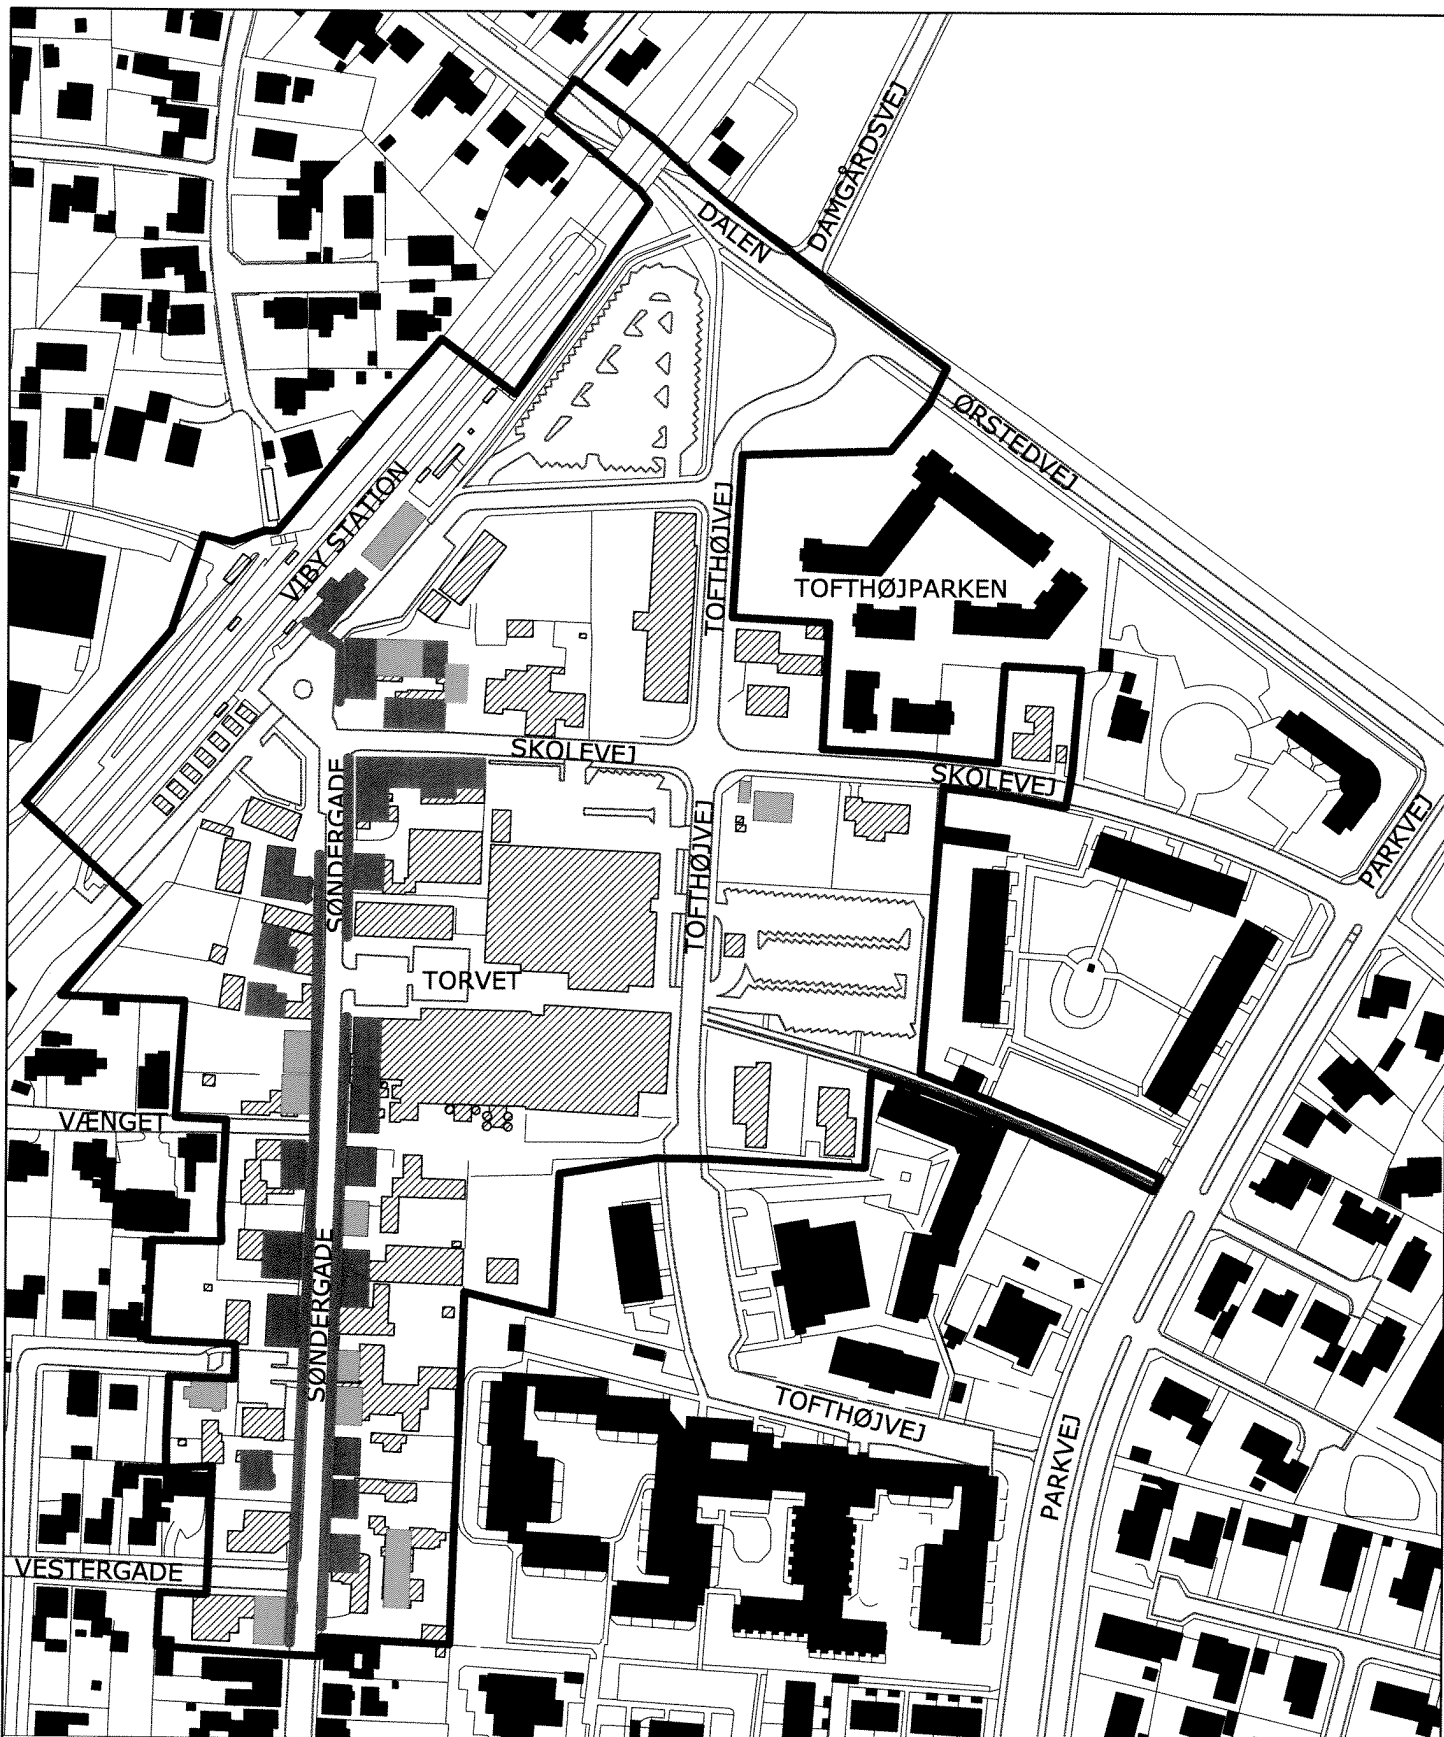 DAMGÅRDSVEJ
DALEN
ØRSTEDVEJ
VIBY STATION
TOFTHØJVEJ
TOFTHØJPARKEN
SKOLEVEJ
SKOLEVEJ
SØNDERGADE
TOFTHØJVEJ
PARKVEJ
TORVET
VÆNGET
SØNDERGADE
TOFTHØJVEJ
PARKVEJ
VESTERGADE